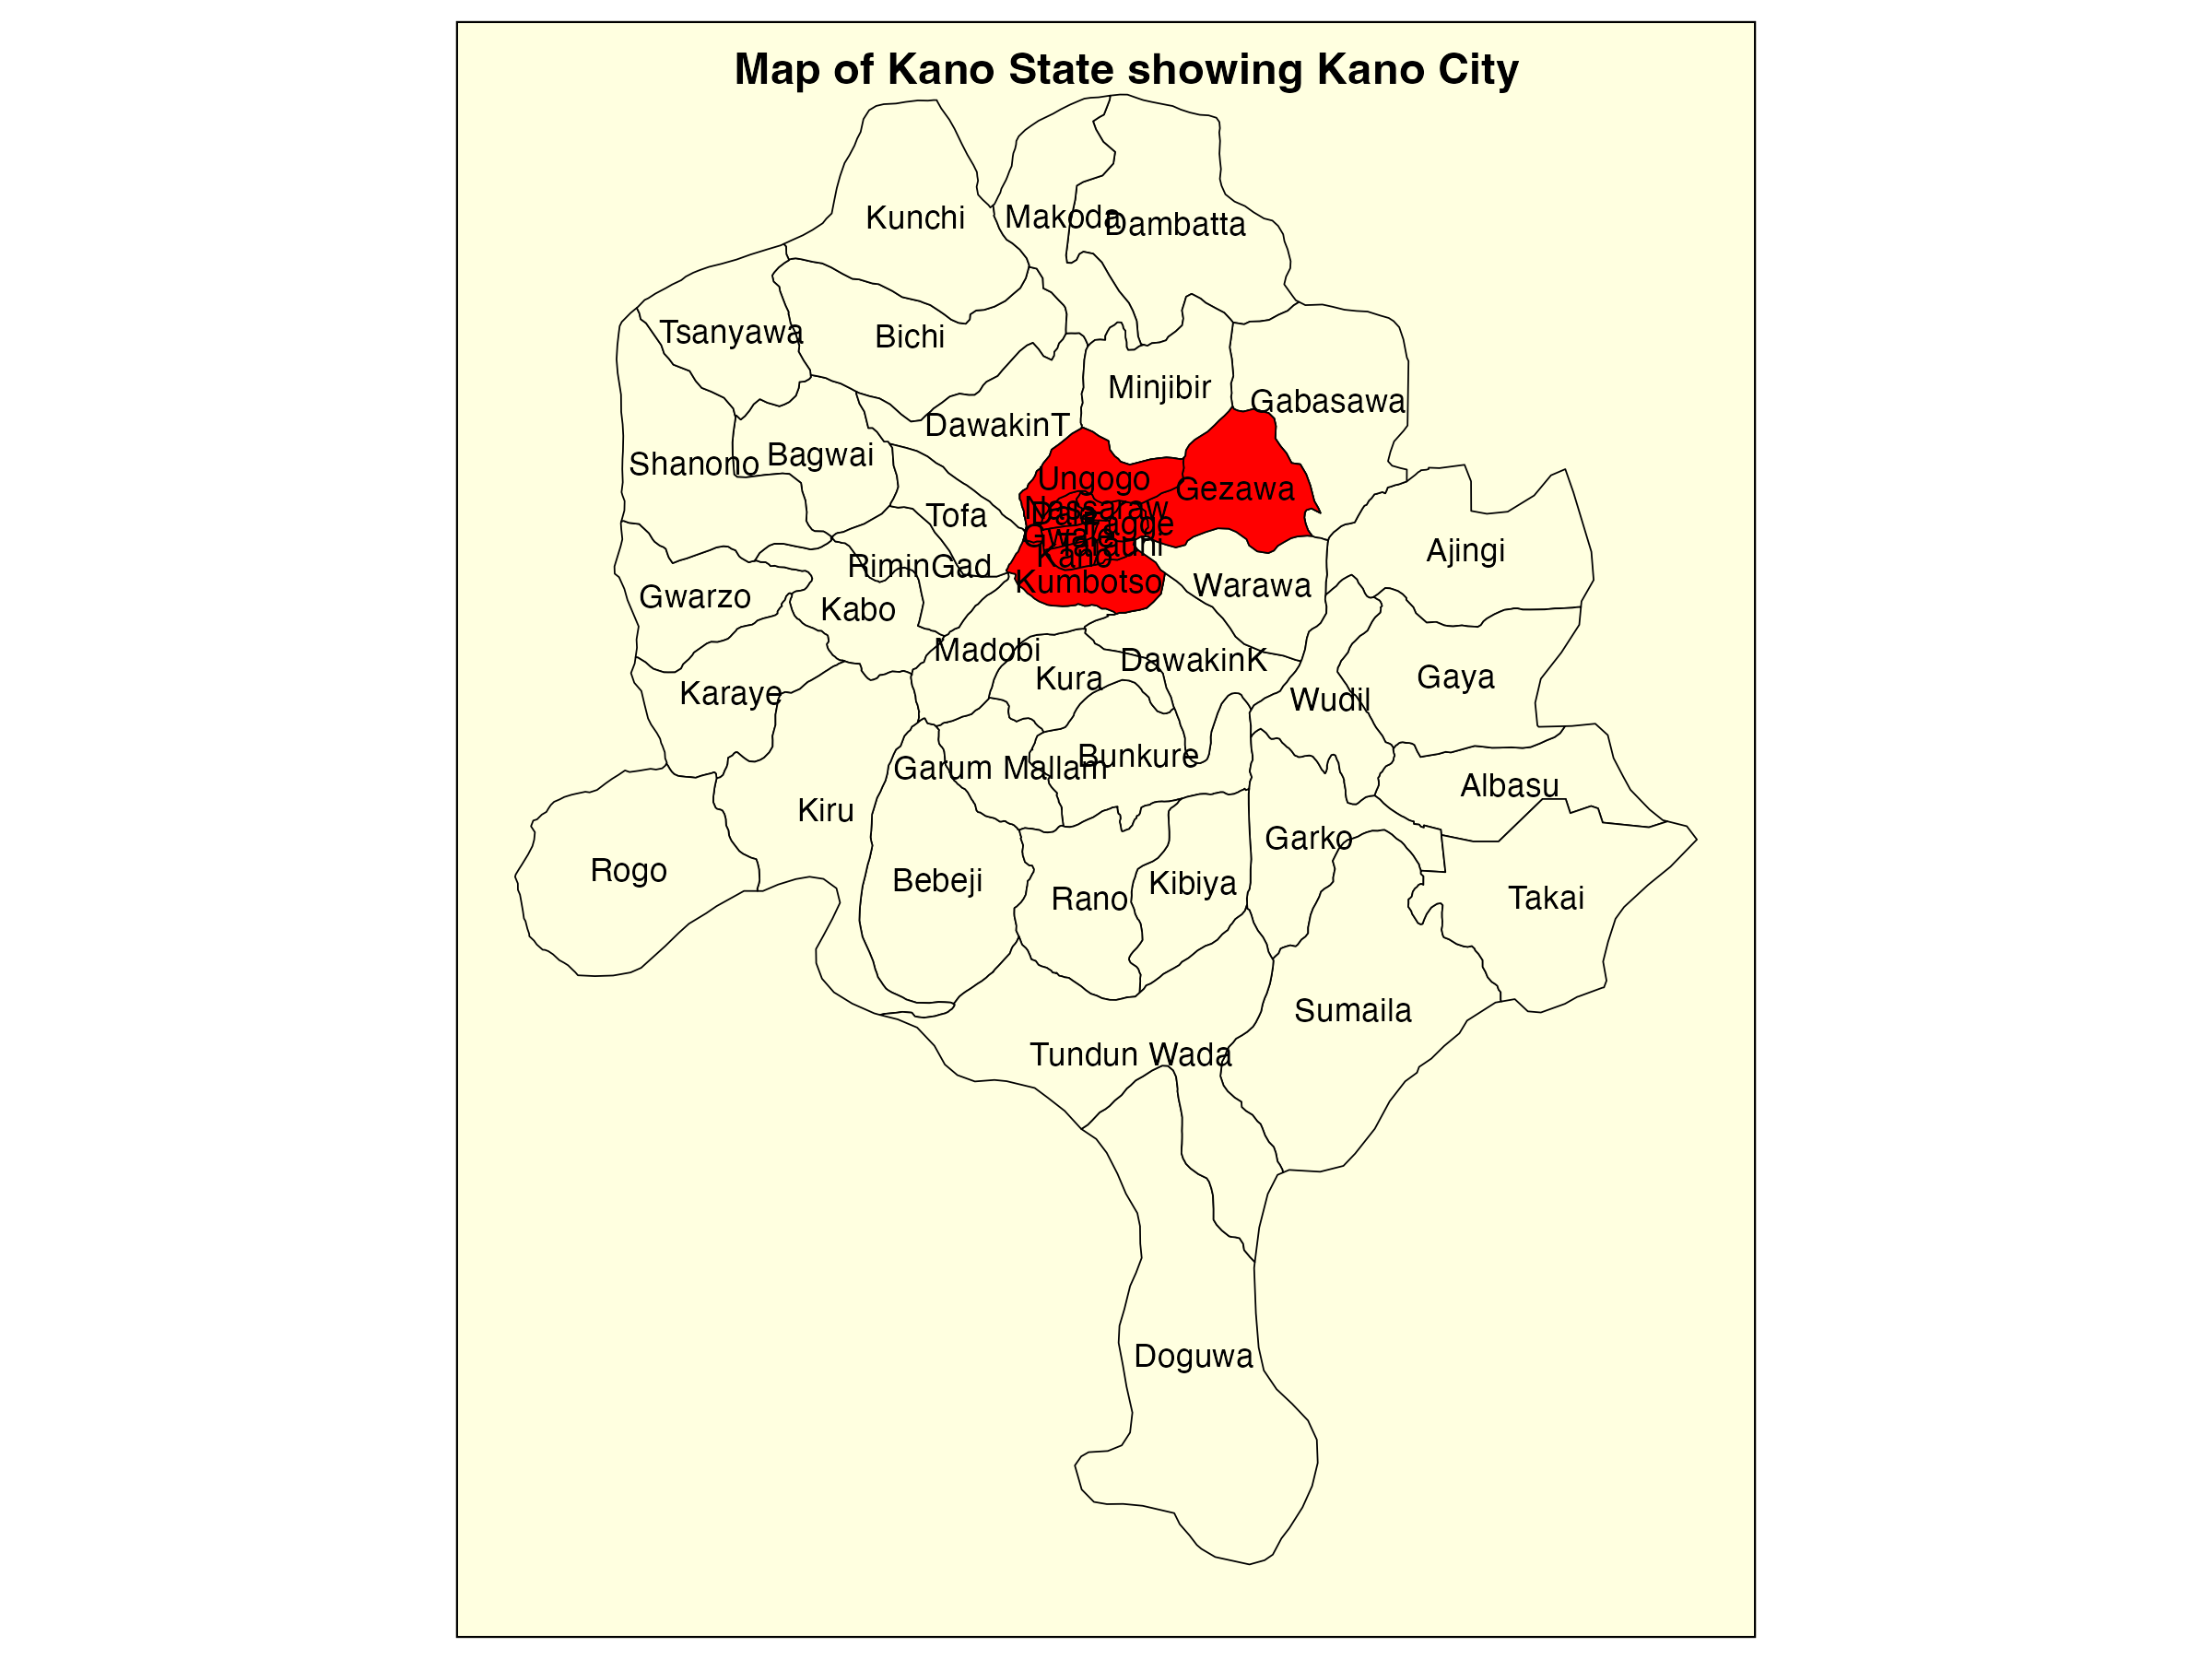 Map of Kano State showing Kano City
Kunchi
Makoda
Dambatta
Tsanyawa
Bichi
Minjibir
Gabasawa
DawakinT
Shanono
Bagwai
Ungogo
Gezawa
Nassaraw
Dala
Tofa
Fagge
Gwale
Tarauni
Kano
Ajingi
RiminGad
Kumbotso
Warawa
Gwarzo
Kabo
Madobi
DawakinK
Kura
Gaya
Karaye
Wudil
Garum Mallam
Bunkure
Albasu
Kiru
Garko
Rogo
Bebeji
Kibiya
Rano
Takai
Sumaila
Tundun Wada
Doguwa